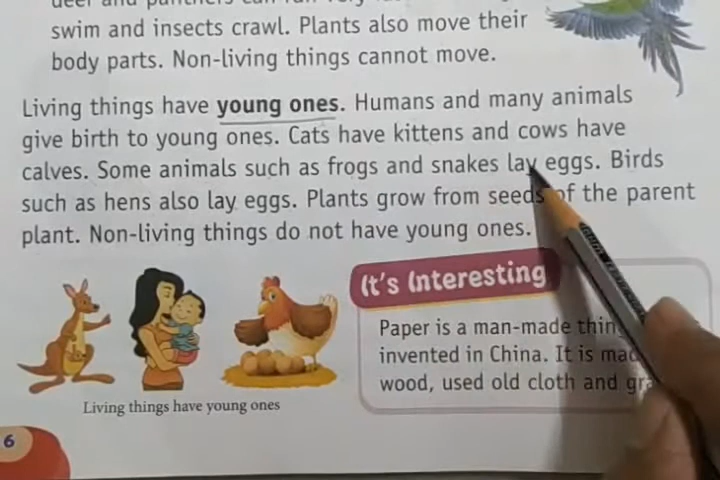 swim and insects crawl. Plants also move their
body parts. Non-living things cannot move.
Living things have young ones. Humans and many animals
give birth to young ones. Cats have kittens and cows have
calves. Some animals such as frogs and snakes lay eggs. Birds
such as hens also lay eggs. Plants grow from seeds of the parent
plant. Non-living things do not have young ones.
It's Interesting
Paper is a man-made
invented in China. It is
wood, used old cloth and
Living things have young ones
6